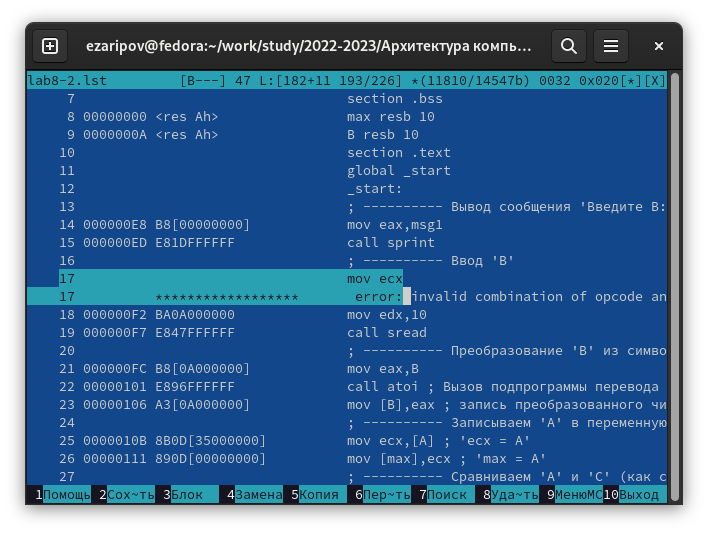 ezaripov@fedora:~/work/study/2022-2023/Архитектура компь…
lab8-2.lst [B---] 47 L:[182+11 193/226] *(11810/14547b) 0032 0x020[*][X]
7 section .bss
8 00000000 <res Ah> max resb 10
9 0000000A <res Ah> B resb 10
10 section .text
11 global _start
12 _start:
13 ; ---------- Вывод сообщения 'Введите B:
14 000000E8 B8[00000000] mov eax,msg1
15 000000ED E81DFFFFFF call sprint
16 ; ---------- Ввод 'B'
17 mov ecx
17 ****************** error: invalid combination of opcode an
18 000000F2 BA0A000000 mov edx,10
19 000000F7 E847FFFFFF call sread
20 ; ---------- Преобразование 'B' из симво
21 000000FC B8[0A000000] mov eax,B
22 00000101 E896FFFFFF call atoi ; Вызов подпрограммы перевода
23 00000106 A3[0A000000] mov [B],eax ; запись преобразованного чи
24 ; ---------- Записываем 'A' в переменную
25 0000010B 8B0D[35000000] mov ecx,[A] ; 'ecx = A'
26 00000111 890D[00000000] mov [max],ecx ; 'max = A'
27 ; ---------- Сравниваем 'A' и 'C' (как с
1Помощь 2Сох~ть 3Блок 4Замена 5Копия 6Пер~ть 7Поиск 8Уда~ть 9МенюMC 10Выход